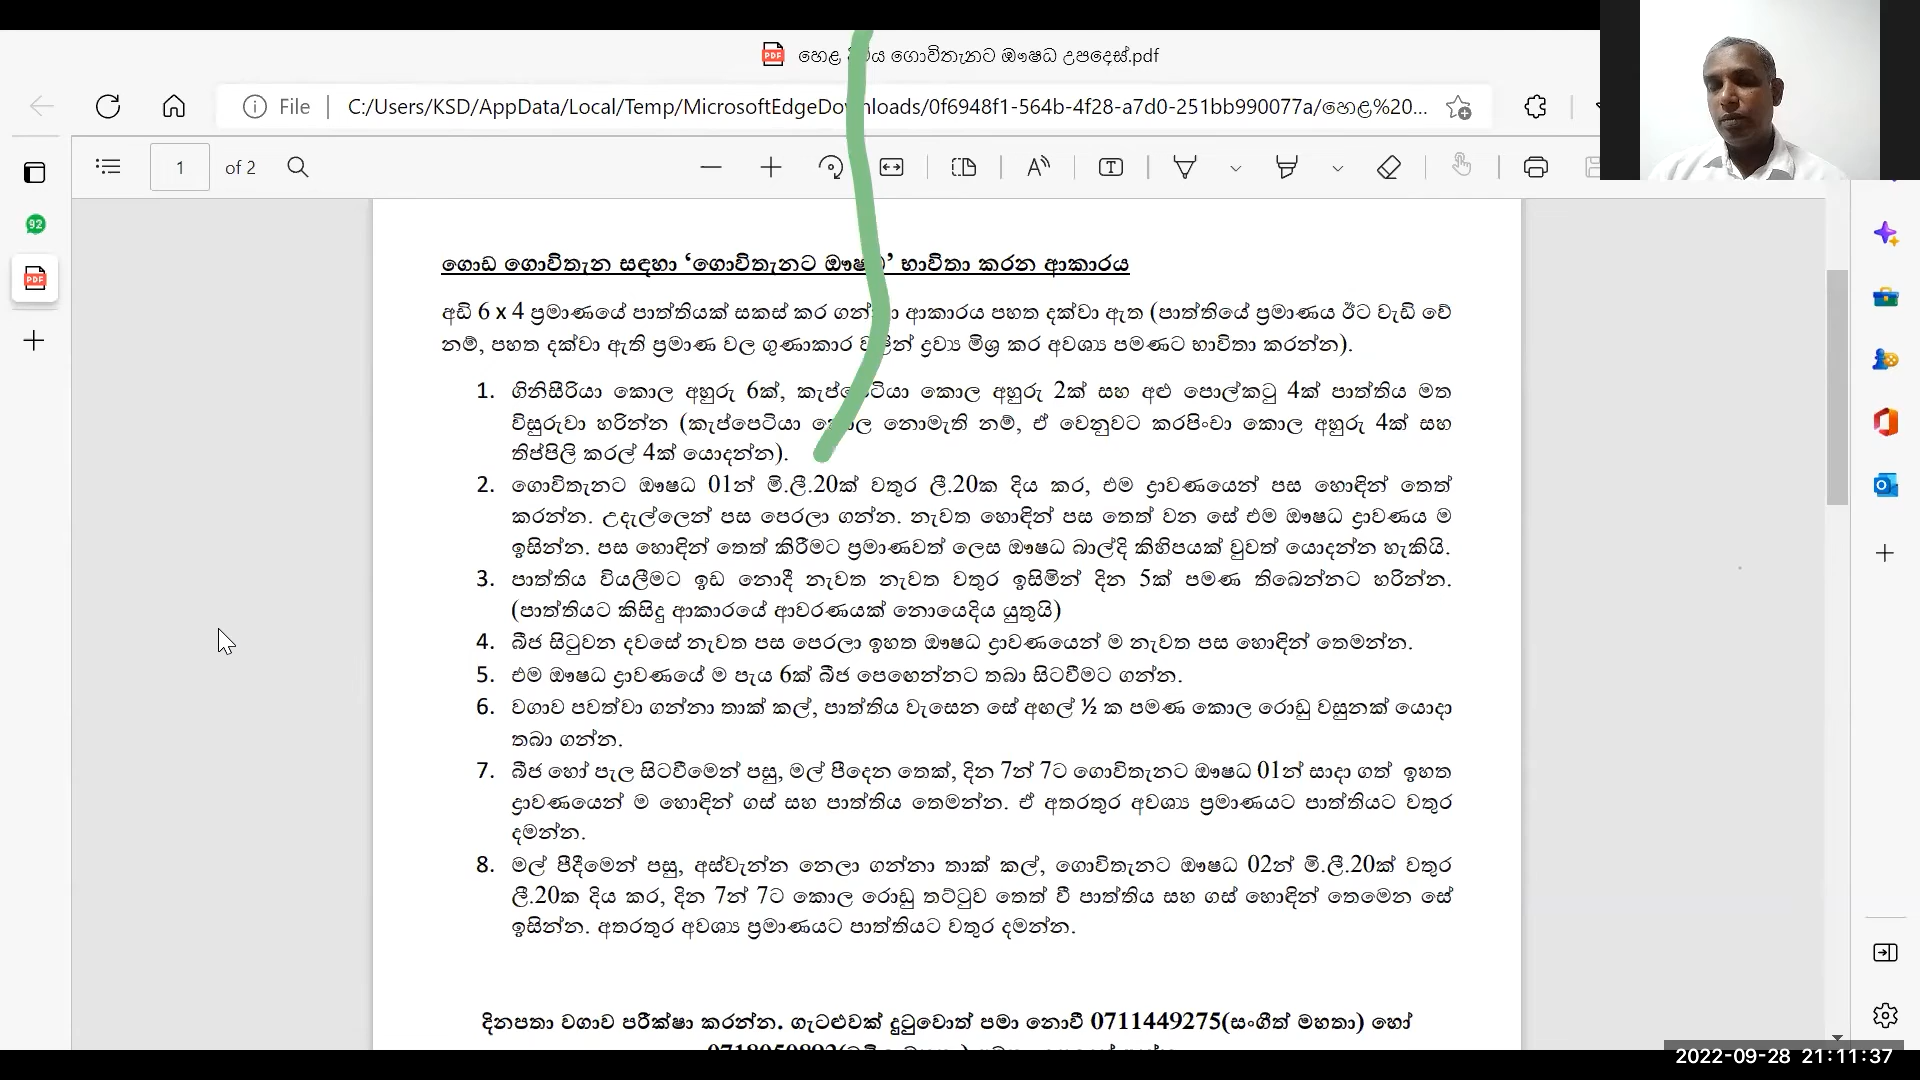 හෙළ ගොවිතැනට ඖෂධ උපදෙස්.pdf
File
C:/Users/KSD/AppData/Local/Temp/MicrosoftEdgeDownloads/0f6948f1-564b-4f28-a7d0-251bb990077a/හෙළ%20...
1 of 2
92
ගොඩ ගොවිතැන සඳහා ‘ගොවිතැනට ඖෂධ’ භාවිතා කරන ආකාරය
අඩි 6 x 4 ප්‍රමාණයේ පාත්තියක් සකස් කර ගන්නා ආකාරය පහත දක්වා ඇත (පාත්තියේ ප්‍රමාණය ඊට වැඩි වේ
නම්, පහත දක්වා ඇති ප්‍රමාණ වල ගුණාකාර වලින් ද්‍රව්‍ය මිශ්‍ර කර අවශ්‍ය පමණට භාවිතා කරන්න).
1. ගිනිසීරියා කොල අහුරු 6ක්, කැප්පෙටියා කොල අහුරු 2ක් සහ අළු පොල්කටු 4ක් පාත්තිය මත
විසුරුවා හරින්න (කැප්පෙටියා කොල නොමැති නම්, ඒ වෙනුවට කරපිංචා කොල අහුරු 4ක් සහ
තිප්පිලි කරල් 4ක් යොදන්න).
2. ගොවිතැනට ඖෂධ 01න් මි.ලී.20ක් වතුර ලී.20ක දිය කර, එම ද්‍රාවණයෙන් පස හොඳින් තෙත්
කරන්න. උදැල්ලෙන් පස පෙරලා ගන්න. නැවත හොඳින් පස තෙත් වන සේ එම ඖෂධ ද්‍රාවණය ම
ඉසින්න. පස හොඳින් තෙත් කිරීමට ප්‍රමාණවත් ලෙස ඖෂධ බාල්දි කිහිපයක් වුවත් යොදන්න හැකියි.
3. පාත්තිය වියලීමට ඉඩ නොදී නැවත නැවත වතුර ඉසිමින් දින 5ක් පමණ තිබෙන්නට හරින්න.
(පාත්තියට කිසිදු ආකාරයේ ආවරණයක් නොයෙදිය යුතුයි)
4. බීජ සිටුවන දවසේ නැවත පස පෙරලා ඉහත ඖෂධ ද්‍රාවණයෙන් ම නැවත පස හොඳින් තෙමන්න.
5. එම ඖෂධ ද්‍රාවණයේ ම පැය 6ක් බීජ පෙඟෙන්නට තබා සිටවීමට ගන්න.
6. වගාව පවත්වා ගන්නා තාක් කල්, පාත්තිය වැසෙන සේ අඟල් ½ ක පමණ කොල රොඩු වසුනක් යොදා
තබා ගන්න.
7. බීජ හෝ පැල සිටවීමෙන් පසු, මල් පීදෙන තෙක්, දින 7න් 7ට ගොවිතැනට ඖෂධ 01න් සාදා ගත් ඉහත
ද්‍රාවණයෙන් ම හොඳින් ගස් සහ පාත්තිය තෙමන්න. ඒ අතරතුර අවශ්‍ය ප්‍රමාණයට පාත්තියට වතුර
දමන්න.
8. මල් පීදීමෙන් පසු, අස්වැන්න නෙලා ගන්නා තාක් කල්, ගොවිතැනට ඖෂධ 02න් මි.ලී.20ක් වතුර
ලී.20ක දිය කර, දින 7න් 7ට කොල රොඩු තට්ටුව තෙත් වී පාත්තිය සහ ගස් හොඳින් තෙමෙන සේ
ඉසින්න. අතරතුර අවශ්‍ය ප්‍රමාණයට පාත්තියට වතුර දමන්න.
දිනපතා වගාව පරීක්ෂා කරන්න. ගැටළුවක් දුටුවොත් පමා නොවී 0711449275(සංගීත් මහතා) හෝ
2022-09-28 21:11:37